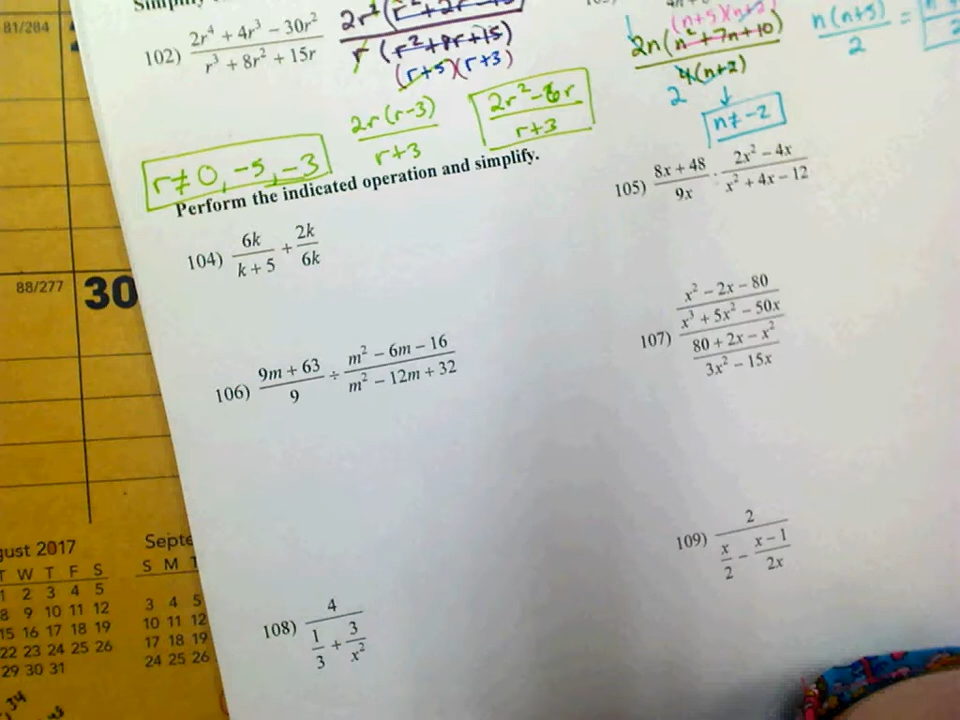 81/284
102) (2r⁴ + 4r³ − 30r²)/(r³ + 8r² + 15r)
r (r²+8r+15)
(r+5)(r+3)
2r(r-3)/(r+3)
(2r²-6r)/(r+3)
r≠0, -5, -3
(n+5)(n+2)
2n(n²+7n+10)
4(n+2)
2
n≠-2
n(n+5)/2 =
Perform the indicated operation and simplify.
104) 6k/(k + 5) + 2k/6k
105) (8x + 48)/9x · (2x² − 4x)/(x² + 4x − 12)
88/277
30
106) (9m + 63)/9 ÷ (m² − 6m − 16)/(m² − 12m + 32)
107) ((x² − 2x − 80)/(x³ + 5x² − 50x))/((80 + 2x − x²)/(3x² − 15x))
108) 4/(1/3 + 3/x²)
109) 2/(x/2 − (x − 1)/2x)
gust 2017
T W T F S
1 2 3 4 5
8 9 10 11 12
15 16 17 18 19
22 23 24 25 26
29 30 31
Septe
S M T
3 4 5
10 11 12
17 18 19
24 25 26